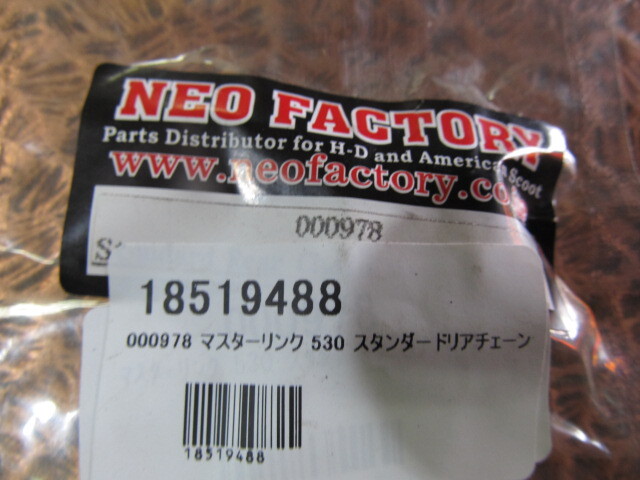 NEO FACTORY
Parts Distributor for H-D and American Scoot
www.neofactory.co
000978
18519488
000978 マスターリンク 530 スタンダードリアチェーン
18519488